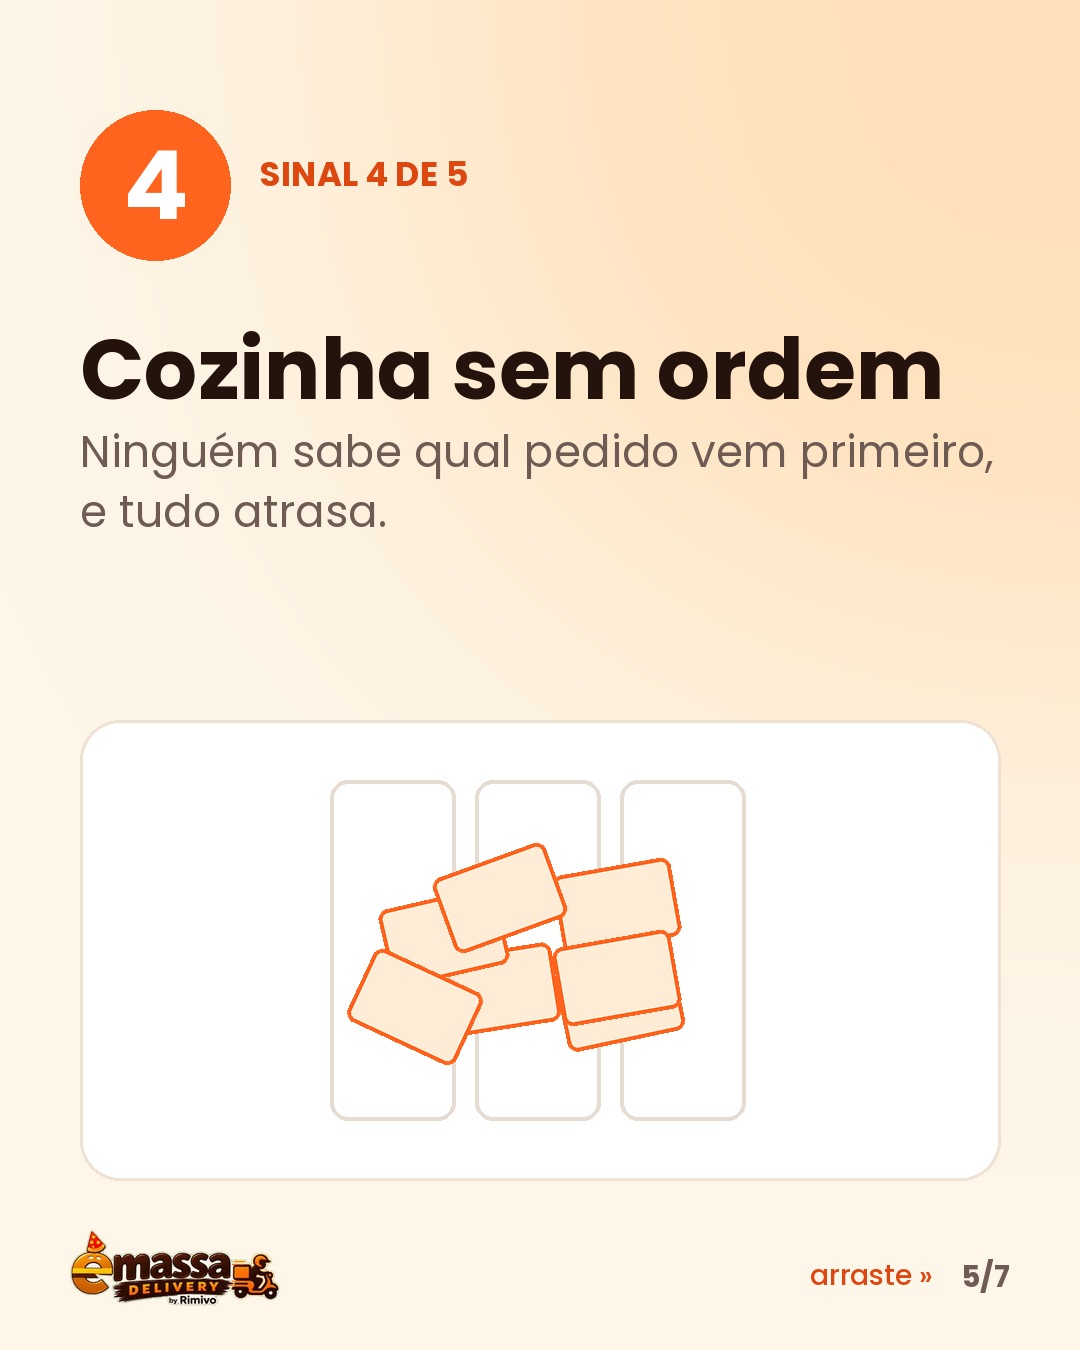 4
SINAL 4 DE 5
Cozinha sem ordem
Ninguém sabe qual pedido vem primeiro,
e tudo atrasa.
êmassa
DELIVERY
by Rimivo
arraste »
5/7